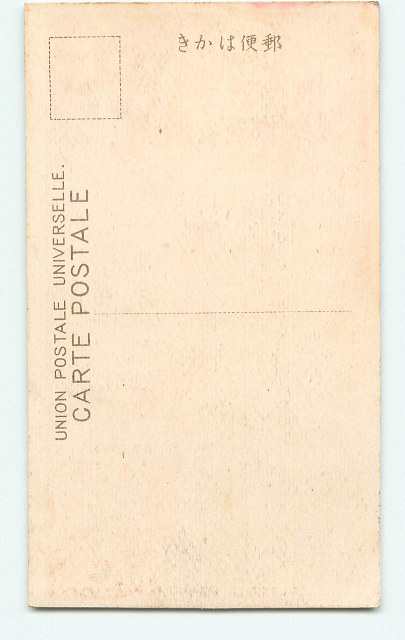 きかは便郵
UNION POSTALE UNIVERSELLE.
CARTE POSTALE